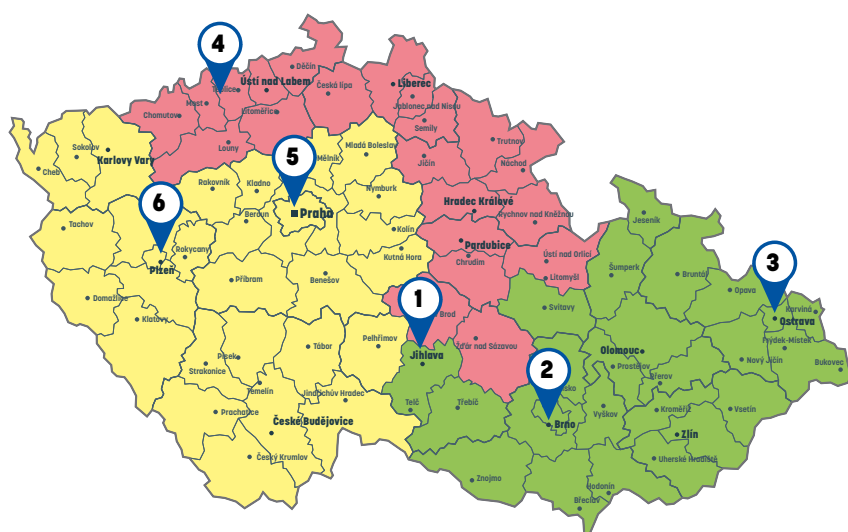 4
Děčín
Ústí nad Labem
Teplice
Česká lípa
Liberec
Most
Jablonec nad Nisou
Chomutov
Litoměřice
Semily
Trutnov
Louny
5
Mladá Boleslav
Mělník
Jičín
Náchod
Sokolov
Karlovy Vary
Cheb
Rakovník
Kladno
Nymburk
6
Praha
Hradec Králové
Rychnov nad Kněžnou
Jeseník
Beroun
Kolín
Tachov
Pardubice
Rokycany
Kutná Hora
Chrudim
Ústí nad Orlicí
3
Plzeň
Příbram
Benešov
Litomyšl
Šumperk
Bruntál
Opava
Domažlice
1
Svitavy
Karviná
Klatovy
Brod
Ostrava
Tábor
Pelhřimov
Žďár nad Sázavou
Frýdek-Místek
Písek
Jihlava
2
Olomouc
Nový Jičín
Strakonice
Prostějov
Bukovec
Temelín
Přerov
Jindřichův Hradec
Telč
Třebíč
Vyškov
Kroměříž
Vsetín
Prachatice
České Budějovice
Brno
Zlín
Český Krumlov
Uherské Hradiště
Znojmo
Hodonín
Břeclav